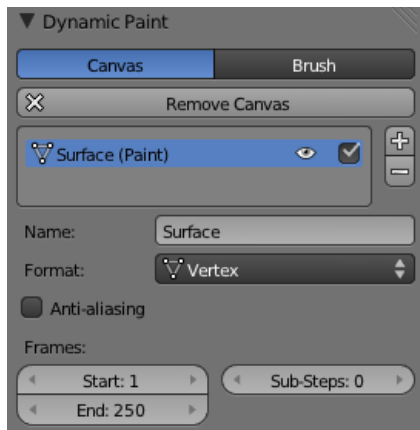 Dynamic Paint
Canvas Brush
Remove Canvas
Surface (Paint)
Name: Surface
Format: Vertex
Anti-aliasing
Frames:
Start: 1 Sub-Steps: 0
End: 250